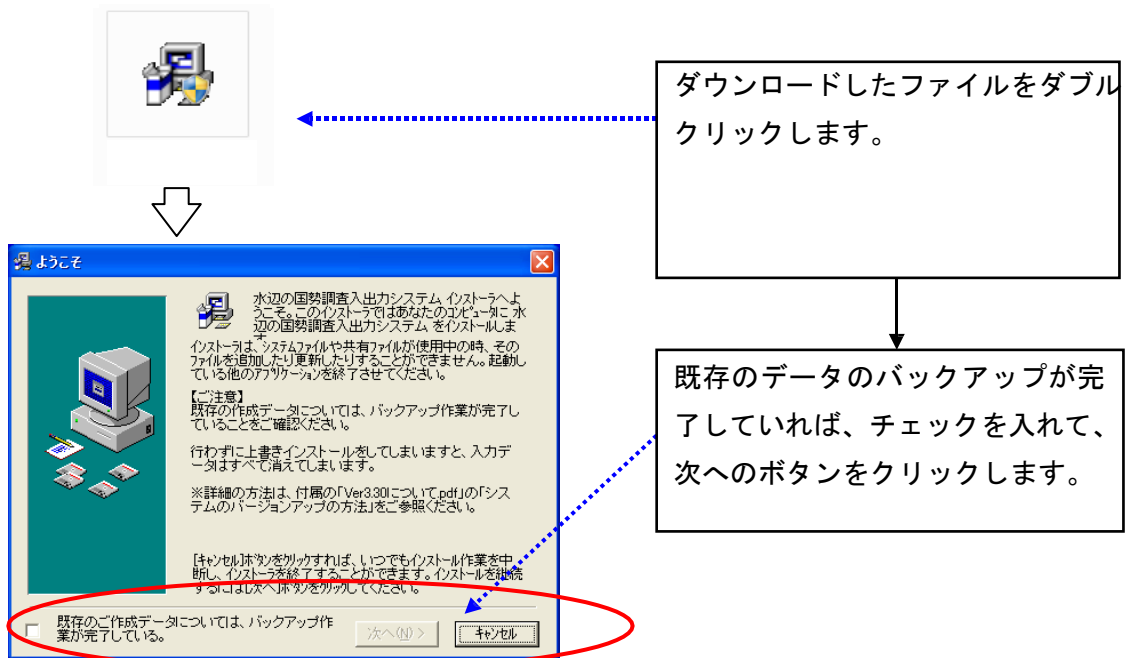 ダウンロードしたファイルをダブル
クリックします。
ようこそ
水辺の国勢調査入出力システム インストーラへよ
うこそ。このインストーラではあなたのコンピュータに 水
辺の国勢調査入出力システム をインストールしま
す
インストーラは、システムファイルや共有ファイルが使用中の時、その
ファイルを追加したり更新したりすることができません。起動し
ている他のアプリケーションを終了させてください。
【ご注意】
既存の作成データについては、バックアップ作業が完了し
ていることをご確認ください。
行わずに上書きインストールをしてしまいますと、入力デ
ータはすべて消えてしまいます。
※詳細の方法は、付属の「Ver3.30について.pdf」の「シス
テムのバージョンアップの方法」をご参照ください。
[キャンセル]ボタンをクリックすれば、いつでもインストール作業を中
断し、インストーラを終了することができます。インストールを継続
するには[次へ]ボタンをクリックしてください。
既存のご作成データについては、バックアップ作
業が完了している。
次へ(N) >
キャンセル
既存のデータのバックアップが完
了していれば、チェックを入れて、
次へのボタンをクリックします。